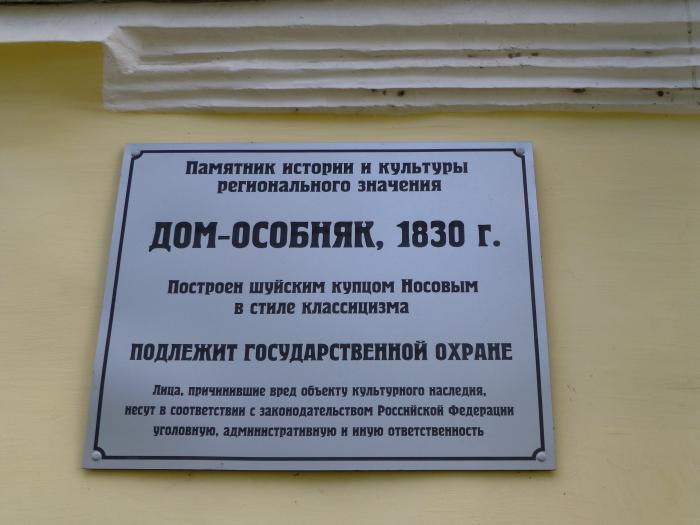 Памятник истории и культуры
регионального значения
ДОМ-ОСОБНЯК, 1830 г.
Построен шуйским купцом Носовым
в стиле классицизма
ПОДЛЕЖИТ ГОСУДАРСТВЕННОЙ ОХРАНЕ
Лица, причинившие вред объекту культурного наследия,
несут в соответствии с законодательством Российской Федерации
уголовную, административную и иную ответственность